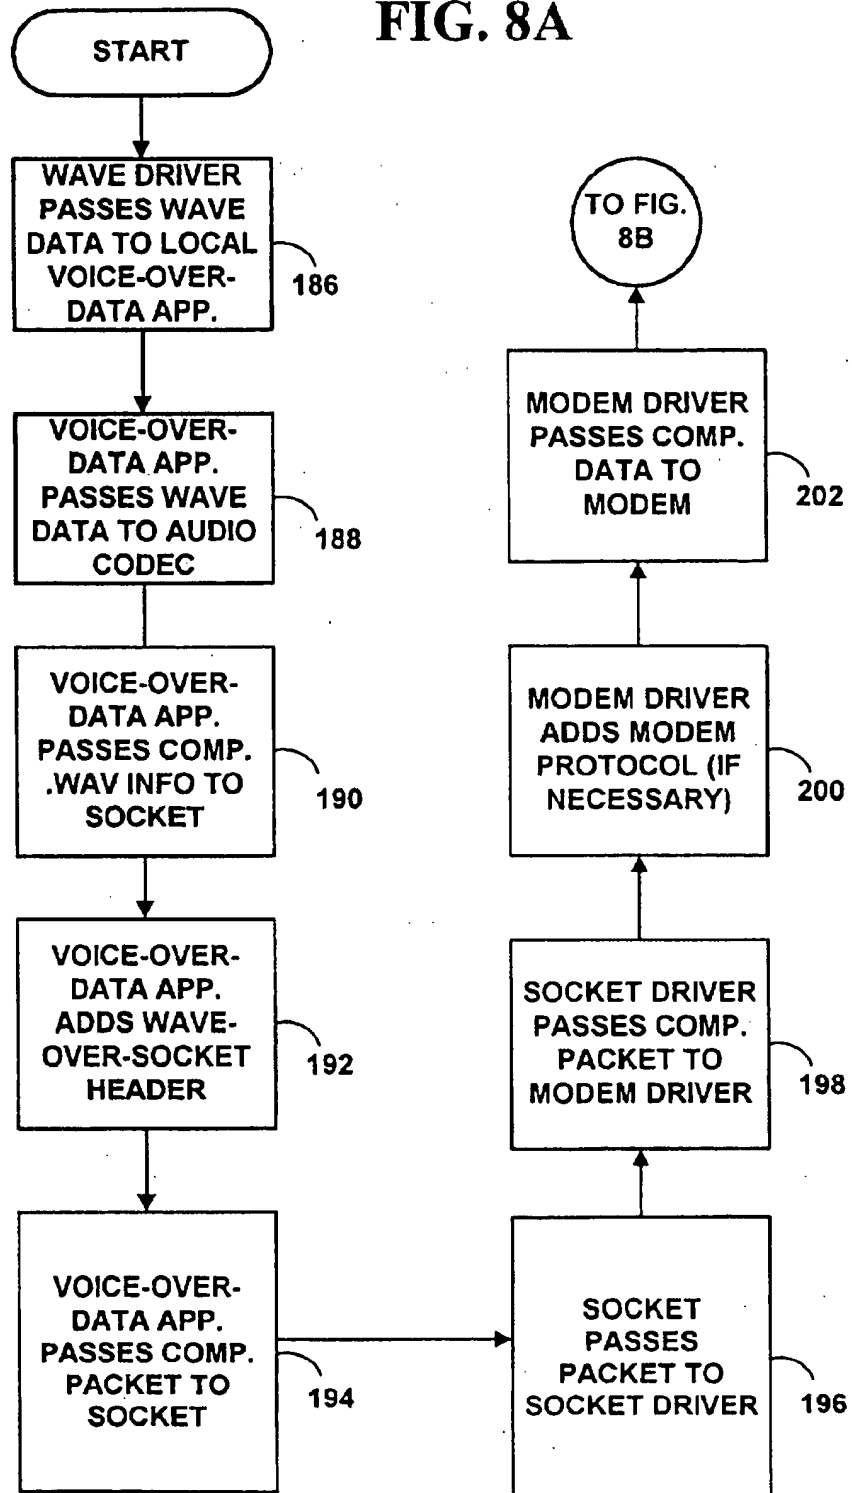 FIG. 8A
START
WAVE DRIVER
PASSES WAVE
DATA TO LOCAL
VOICE-OVER-
DATA APP.
186
VOICE-OVER-
DATA APP.
PASSES WAVE
DATA TO AUDIO
CODEC
188
VOICE-OVER-
DATA APP.
PASSES COMP.
.WAV INFO TO
SOCKET
190
VOICE-OVER-
DATA APP.
ADDS WAVE-
OVER-SOCKET
HEADER
192
VOICE-OVER-
DATA APP.
PASSES COMP.
PACKET TO
SOCKET
194
SOCKET
PASSES
PACKET TO
SOCKET DRIVER
196
SOCKET DRIVER
PASSES COMP.
PACKET TO
MODEM DRIVER
198
MODEM DRIVER
ADDS MODEM
PROTOCOL (IF
NECESSARY)
200
MODEM DRIVER
PASSES COMP.
DATA TO
MODEM
202
TO FIG.
8B